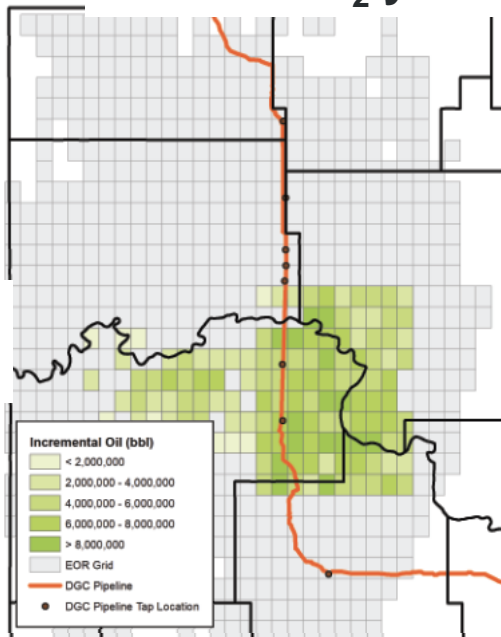 Incremental Oil (bbl)
< 2,000,000
2,000,000 - 4,000,000
4,000,000 - 6,000,000
6,000,000 - 8,000,000
> 8,000,000
EOR Grid
DGC Pipeline
DGC Pipeline Tap Location